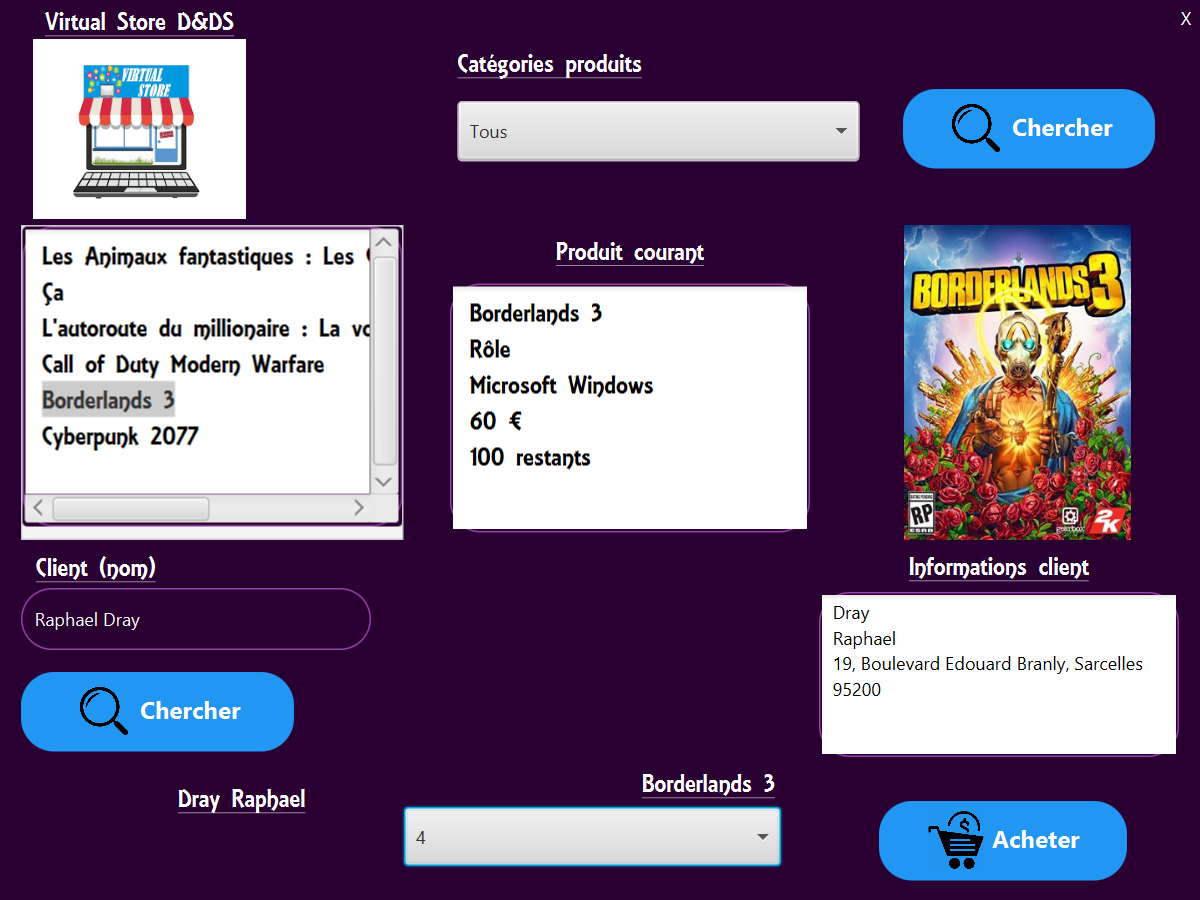 Virtual Store D&DS
X
VIRTUAL
STORE
Catégories produits
Tous
Chercher
Les Animaux fantastiques : Les
Ça
L'autoroute du millionaire : La
Call of Duty Modern Warfare
Borderlands 3
Cyberpunk 2077
Produit courant
Borderlands 3
Rôle
Microsoft Windows
60 €
100 restants
BORDERLANDS 3
RATING PENDING
RP
ESRB
gearbox
2K
Client (nom)
Raphael Dray
Chercher
Informations client
Dray
Raphael
19, Boulevard Edouard Branly, Sarcelles
95200
Dray Raphael
Borderlands 3
4
$
Acheter